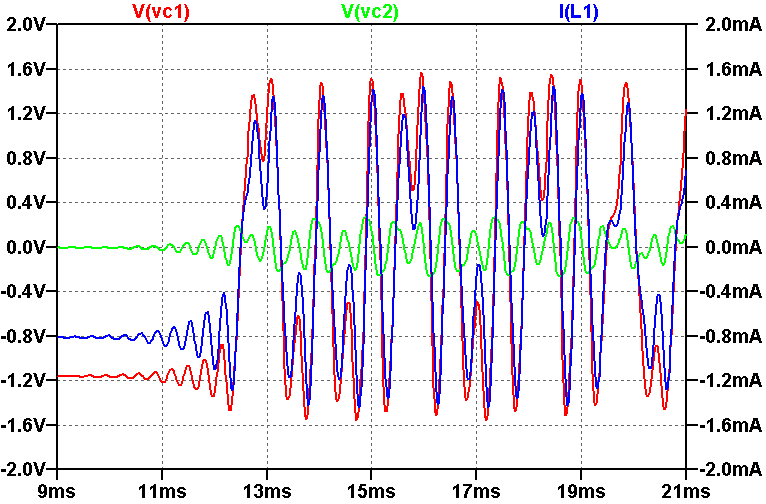 V(vc1) V(vc2) I(L1)
2.0V 2.0mA
1.6V 1.6mA
1.2V 1.2mA
0.8V 0.8mA
0.4V 0.4mA
0.0V 0.0mA
-0.4V -0.4mA
-0.8V -0.8mA
-1.2V -1.2mA
-1.6V -1.6mA
-2.0V -2.0mA
9ms 11ms 13ms 15ms 17ms 19ms 21ms